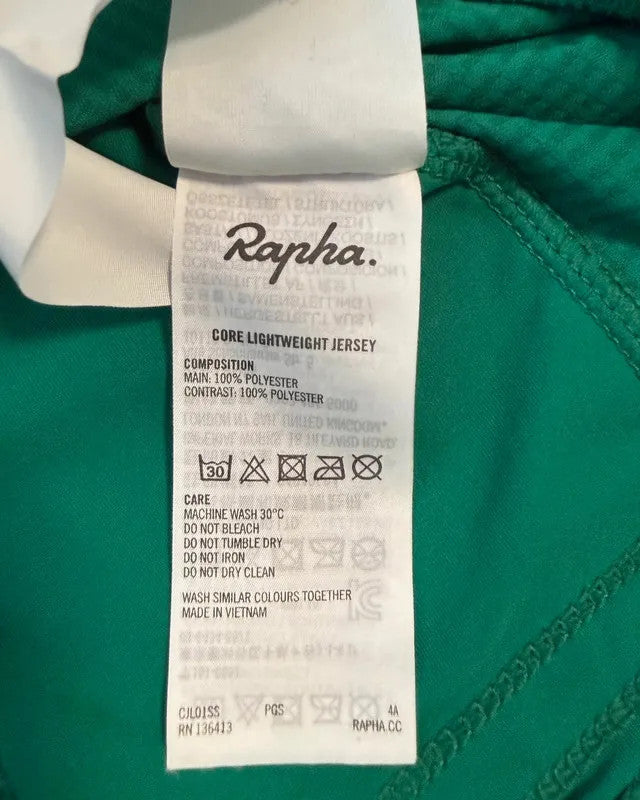 Rapha.
CORE LIGHTWEIGHT JERSEY
COMPOSITION
MAIN: 100% POLYESTER
CONTRAST: 100% POLYESTER
30
CARE
MACHINE WASH 30°C
DO NOT BLEACH
DO NOT TUMBLE DRY
DO NOT IRON
DO NOT DRY CLEAN
WASH SIMILAR COLOURS TOGETHER
MADE IN VIETNAM
CJL01SS PGS 4A
RN 136413 RAPHA.CC